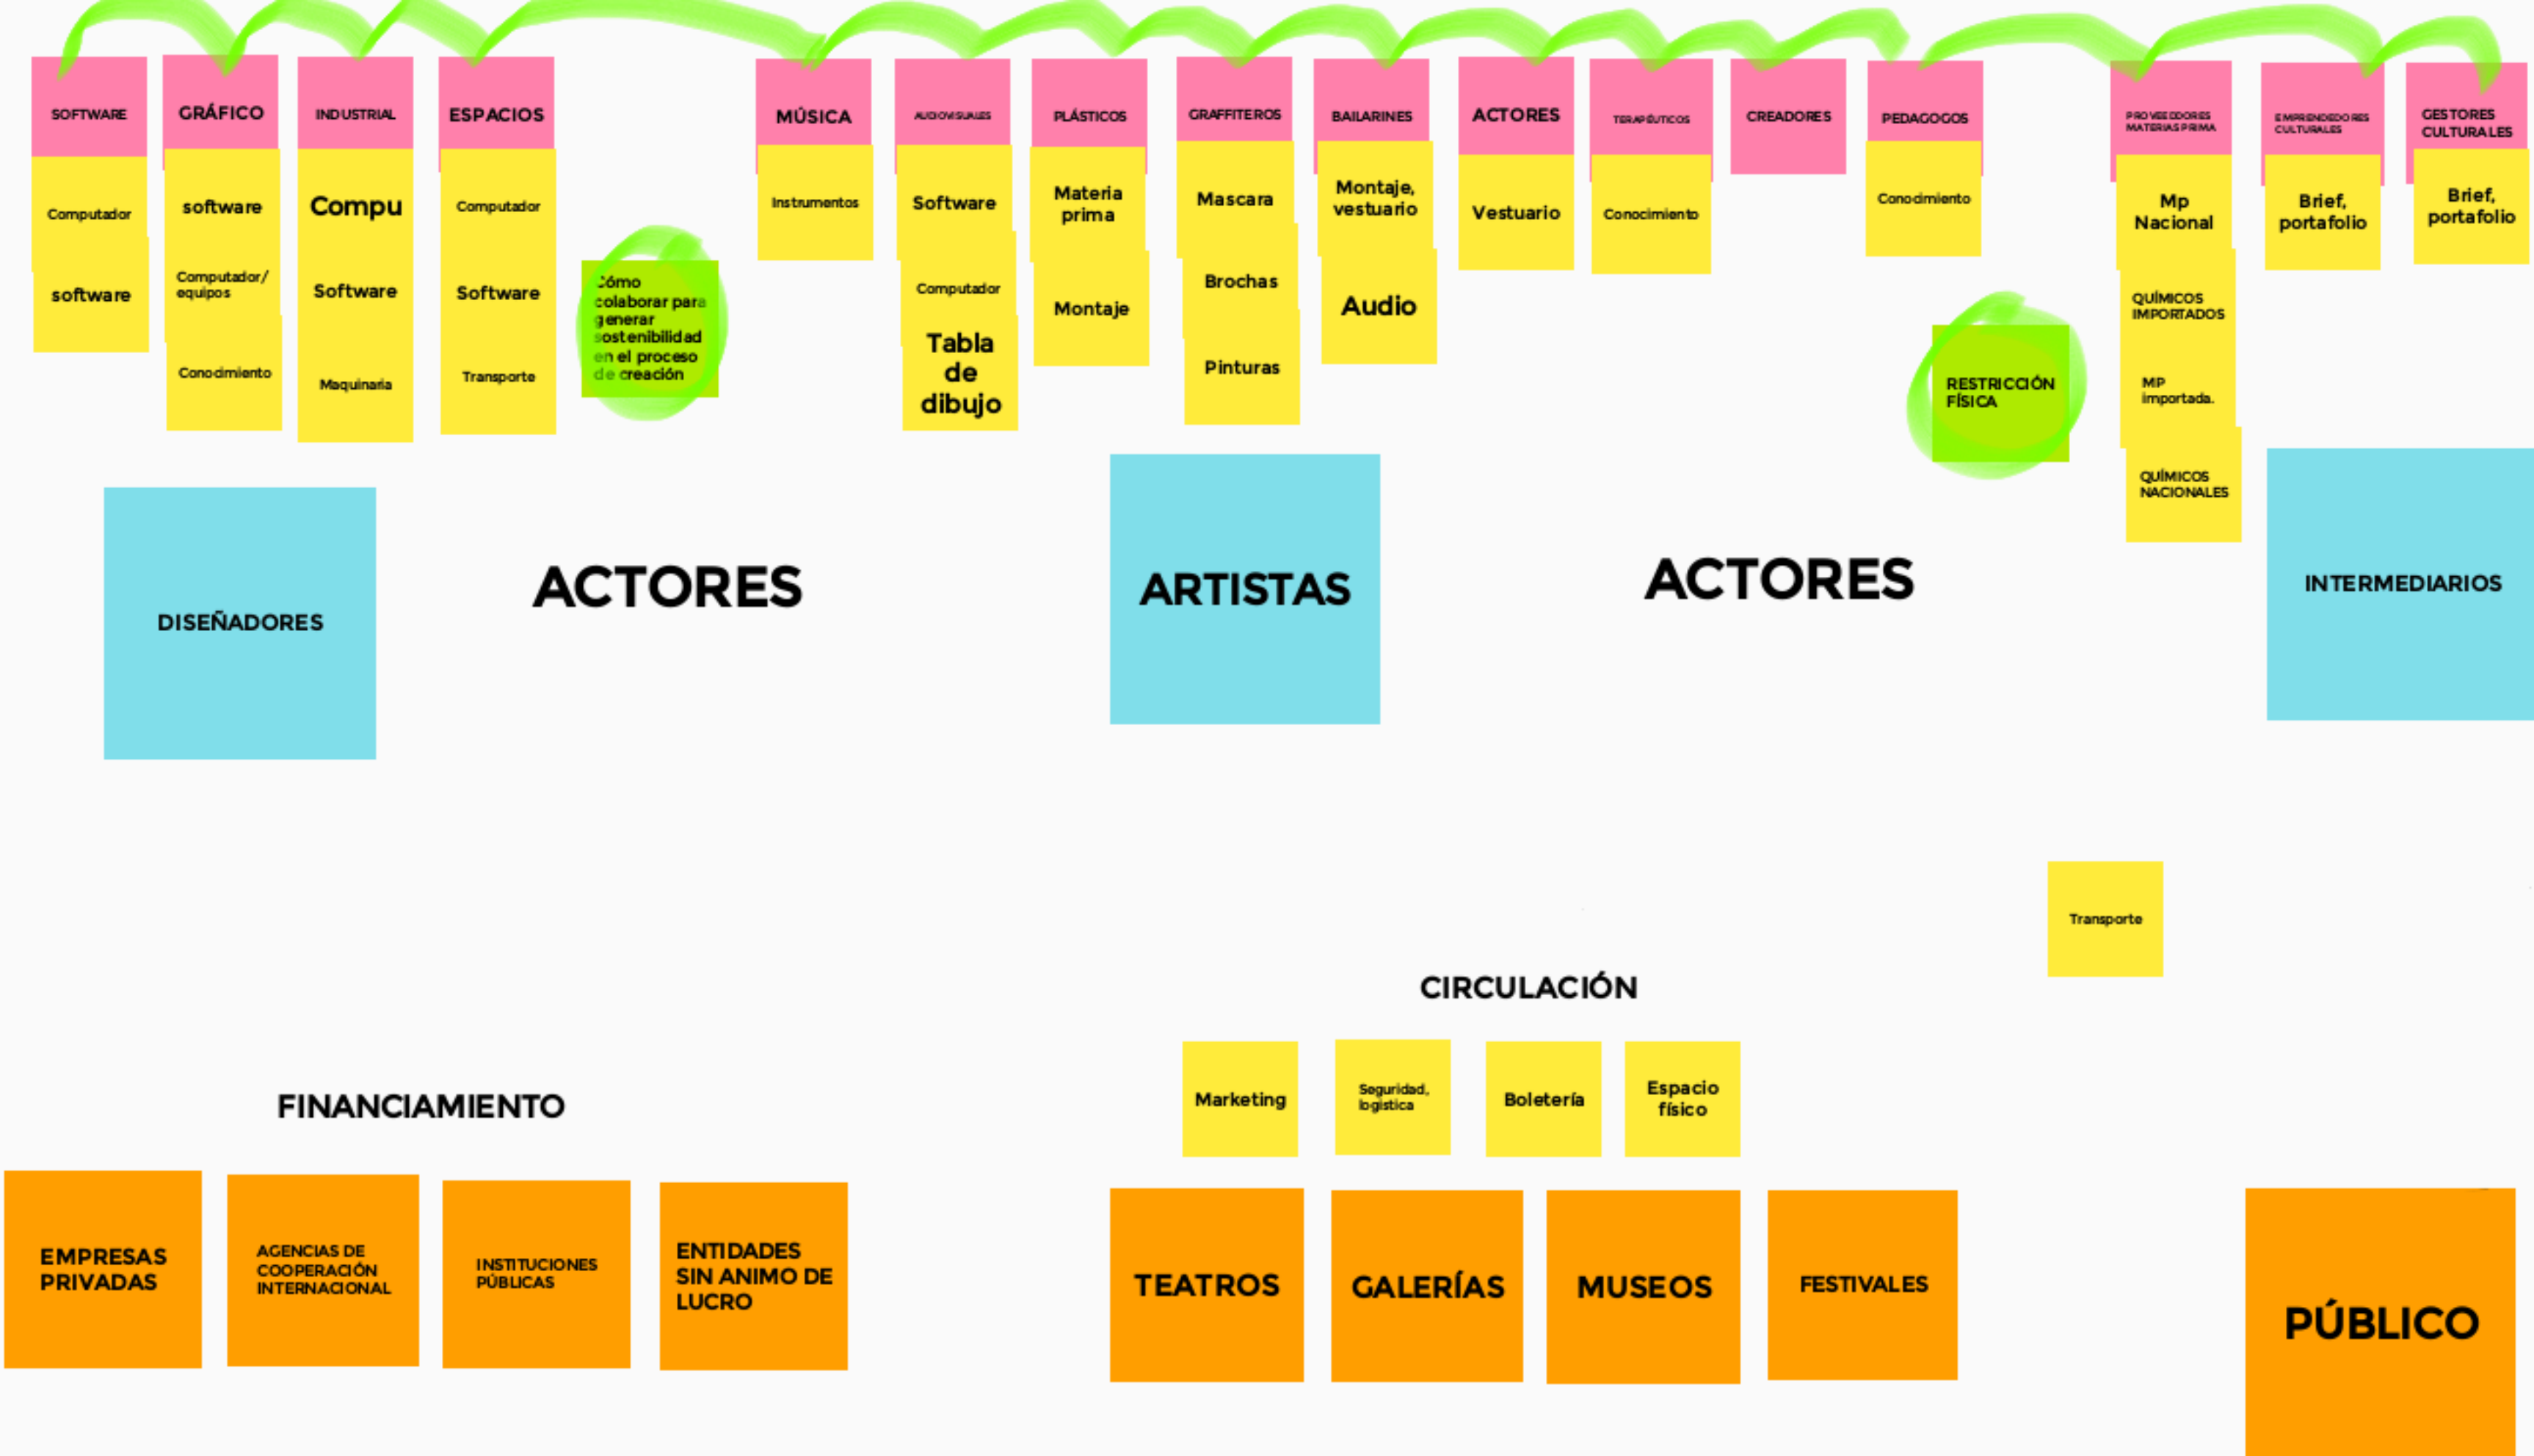 SOFTWARE
GRÁFICO
INDUSTRIAL
ESPACIOS
MÚSICA
AUDIOVISUALES
PLÁSTICOS
GRAFFITEROS
BAILARINES
ACTORES
TERAPÉUTICOS
CREADORES
PEDAGOGOS
PROVEEDORES
MATERIAS PRIMA
EMPRENDEDORES
CULTURALES
GESTORES
CULTURALES
Computador
software
software
Computador/
equipos
Conocimiento
Compu
Software
Maquinaria
Computador
Software
Transporte
Cómo
colaborar para
generar
sostenibilidad
en el proceso
de creación
Instrumentos
Software
Computador
Tabla
de
dibujo
Materia
prima
Montaje
Mascara
Brochas
Pinturas
Montaje,
vestuario
Audio
Vestuario
Conocimiento
Conocimiento
RESTRICCIÓN
FÍSICA
Mp
Nacional
QUÍMICOS
IMPORTADOS
MP
importada.
QUÍMICOS
NACIONALES
Brief,
portafolio
Brief,
portafolio
DISEÑADORES
ACTORES
ARTISTAS
ACTORES
INTERMEDIARIOS
Transporte
CIRCULACIÓN
Marketing
Seguridad,
logistica
Boletería
Espacio
físico
FINANCIAMIENTO
EMPRESAS
PRIVADAS
AGENCIAS DE
COOPERACIÓN
INTERNACIONAL
INSTITUCIONES
PÚBLICAS
ENTIDADES
SIN ANIMO DE
LUCRO
TEATROS
GALERÍAS
MUSEOS
FESTIVALES
PÚBLICO